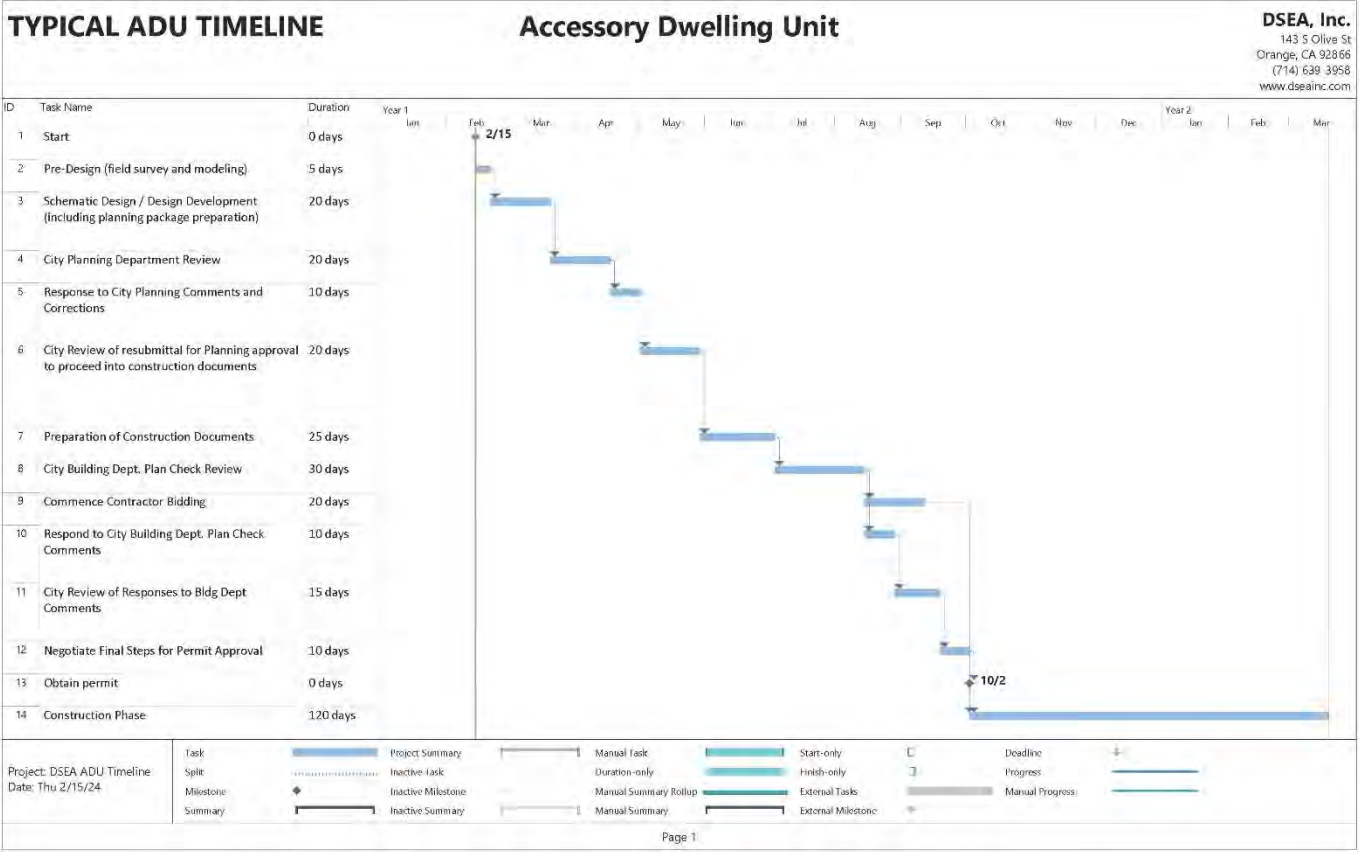 TYPICAL ADU TIMELINE
Accessory Dwelling Unit
DSEA, Inc.
143 S Olive St
Orange, CA 92866
(714) 639-3958
www.dseainc.com
ID Task Name Duration
Year 1 Year 2
Jan Feb Mar Apr May Jun Jul Aug Sep Oct Nov Dec Jan Feb Mar
1 Start 0 days 2/15
2 Pre-Design (field survey and modeling) 5 days
3 Schematic Design / Design Development 20 days
(including planning package preparation)
4 City Planning Department Review 20 days
5 Response to City Planning Comments and 10 days
Corrections
6 City Review of resubmittal for Planning approval 20 days
to proceed into construction documents
7 Preparation of Construction Documents 25 days
8 City Building Dept. Plan Check Review 30 days
9 Commence Contractor Bidding 20 days
10 Respond to City Building Dept. Plan Check 10 days
Comments
11 City Review of Responses to Bldg Dept 15 days
Comments
12 Negotiate Final Steps for Permit Approval 10 days
13 Obtain permit 0 days 10/2
14 Construction Phase 120 days
Project: DSEA ADU Timeline
Date: Thu 2/15/24
Task Project Summary Manual Task Start-only Deadline
Split Inactive Task Duration-only Finish-only Progress
Milestone Inactive Milestone Manual Summary Rollup External Tasks Manual Progress
Summary Inactive Summary Manual Summary External Milestone
Page 1